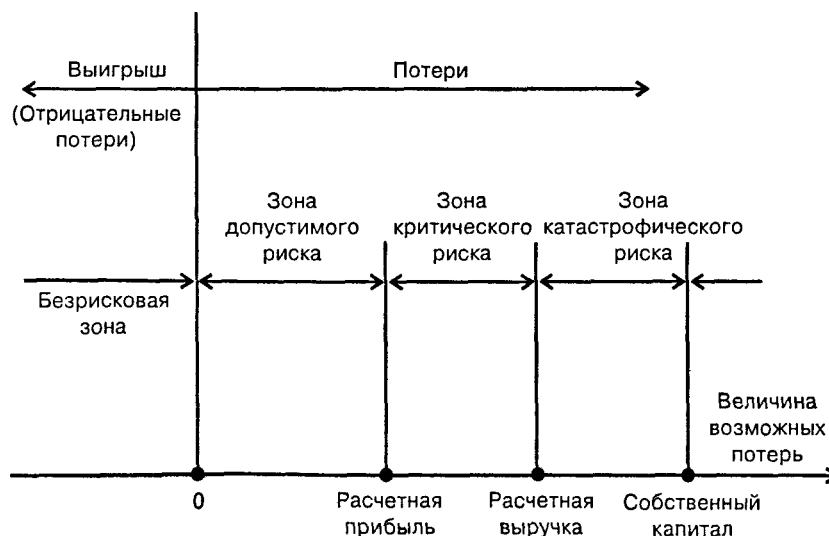 Выигрыш
Потери
(Отрицательные
потери)
Зона
допустимого
риска
Зона
критического
риска
Зона
катастрофического
риска
Безрисковая
зона
Величина
возможных
потерь
0
Расчетная
прибыль
Расчетная
выручка
Собственный
капитал